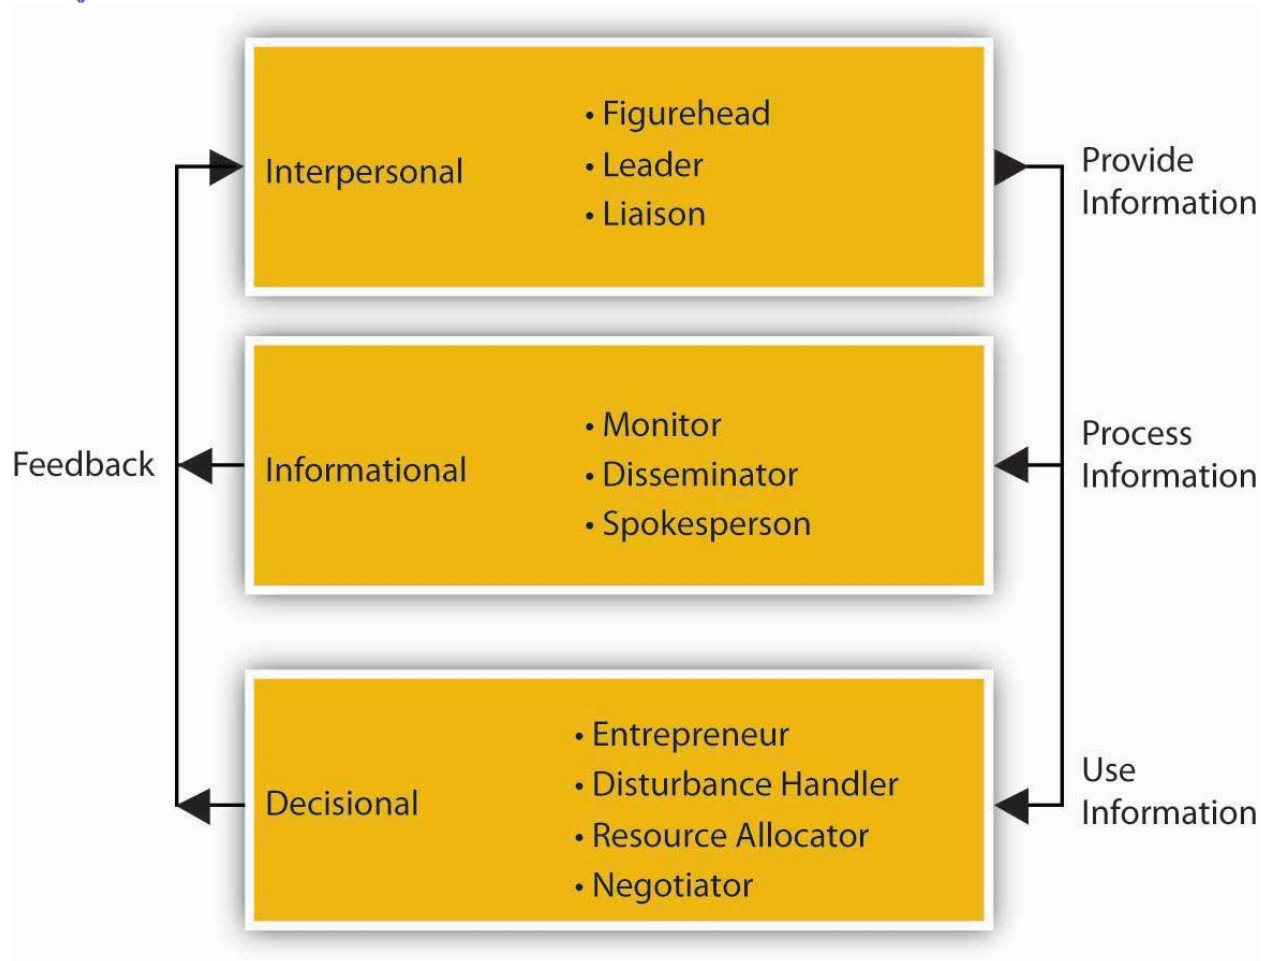 Interpersonal
• Figurehead
• Leader
• Liaison
Provide
Information
Feedback
Informational
• Monitor
• Disseminator
• Spokesperson
Process
Information
Decisional
• Entrepreneur
• Disturbance Handler
• Resource Allocator
• Negotiator
Use
Information